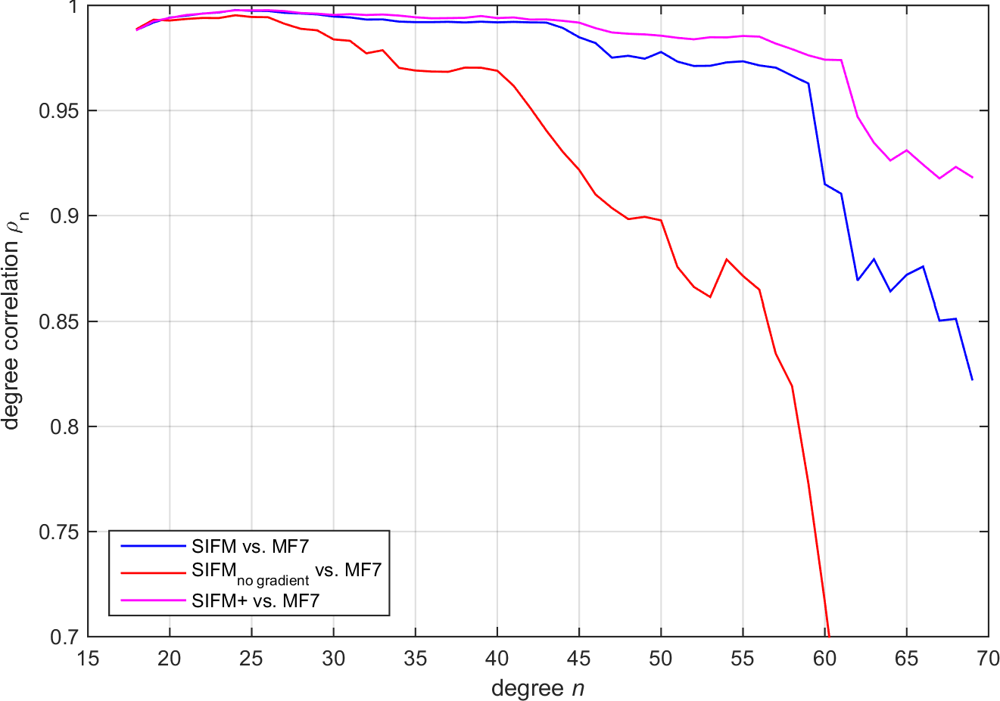 1
0.95
0.9
0.85
0.8
0.75
0.7
degree correlation ρn
SIFM vs. MF7
SIFMno gradient vs. MF7
SIFM+ vs. MF7
15 20 25 30 35 40 45 50 55 60 65 70
degree n